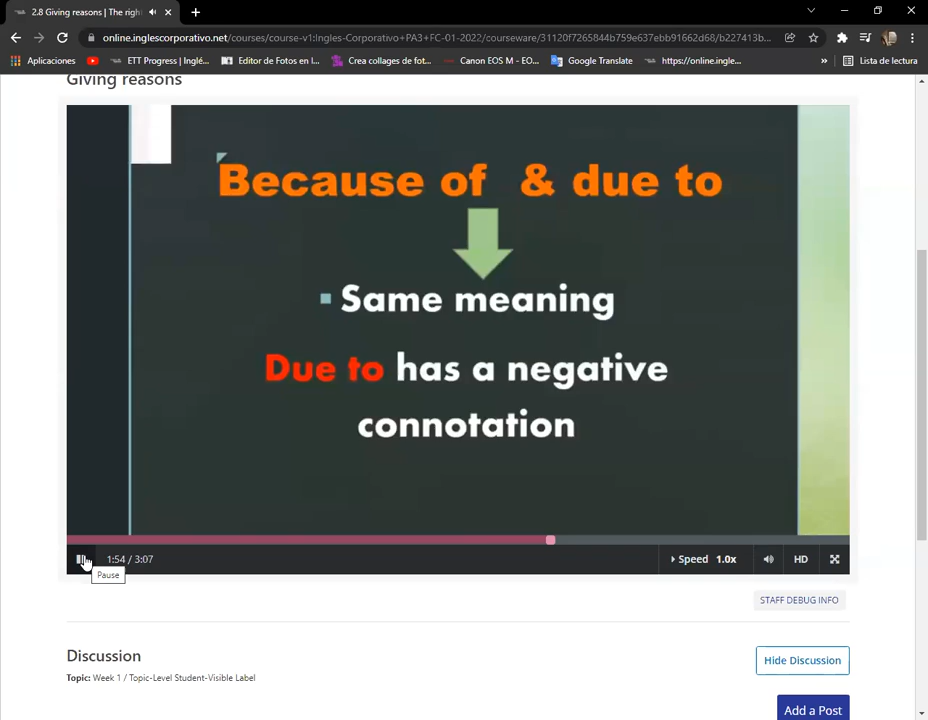 2.8 Giving reasons | The righ
online.inglescorporativo.net/courses/course-v1:Ingles-Corporativo+PA3+FC-01-2022/courseware/31120f7265844b759e637ebb91662d68/b227413b...
Aplicaciones
ETT Progress | Inglé...
Editor de Fotos en l...
Crea collages de fot...
Canon EOS M - EO...
Google Translate
https://online.ingle...
»
Lista de lectura
Giving reasons
Because of & due to
Same meaning
Due to has a negative
connotation
1:54 / 3:07
Speed 1.0x
HD
Pause
STAFF DEBUG INFO
Discussion
Hide Discussion
Topic: Week 1 / Topic-Level Student-Visible Label
Add a Post